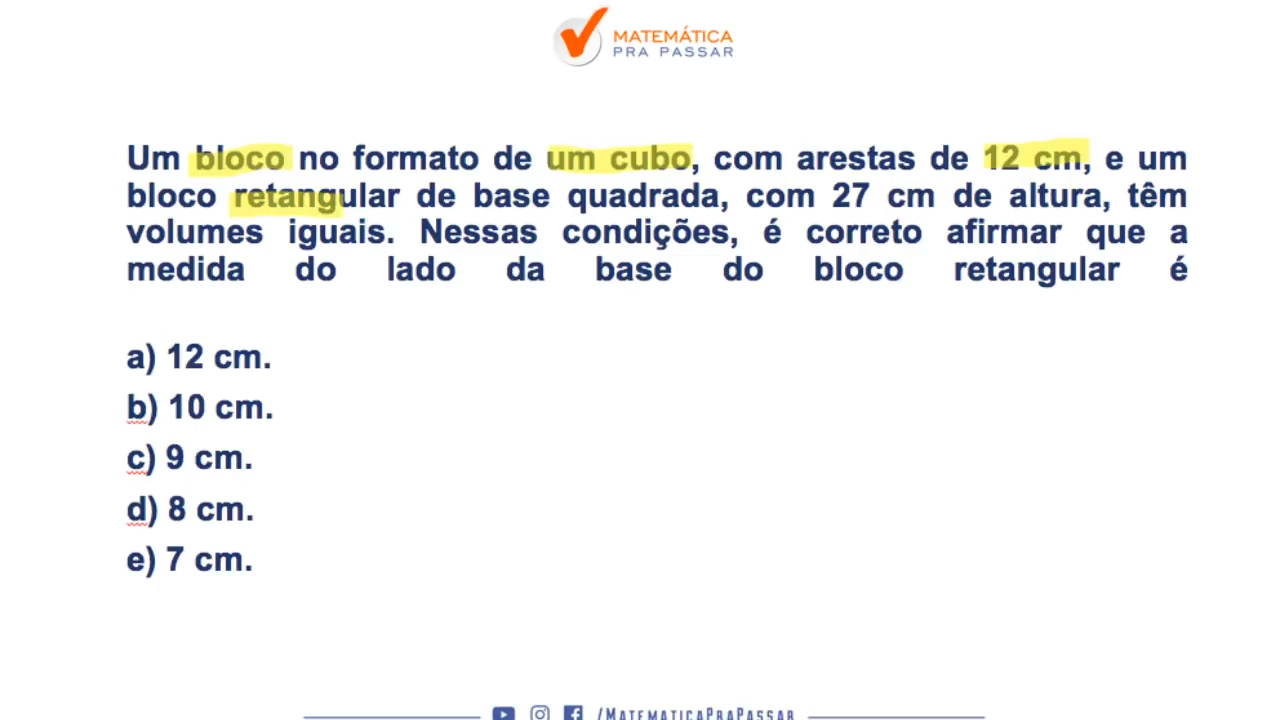 MATEMÁTICA
PRA PASSAR
Um bloco no formato de um cubo, com arestas de 12 cm, e um
bloco retangular de base quadrada, com 27 cm de altura, têm
volumes iguais. Nessas condições, é correto afirmar que a
medida do lado da base do bloco retangular é
a) 12 cm.
b) 10 cm.
c) 9 cm.
d) 8 cm.
e) 7 cm.
/MATEMATICAPRAPASSAR